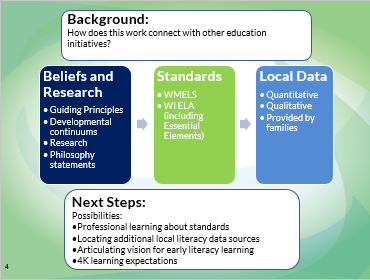 Background:
How does this work connect with other education
initiatives?
Beliefs and
Research
• Guiding Principles
• Developmental
continuums
• Research
• Philosophy
statements
Standards
• WMELS
• WI ELA
(including
Essential
Elements)
Local Data
• Quantitative
• Qualitative
• Provided by
families
Next Steps:
Possibilities:
•Professional learning about standards
•Locating additional local literacy data sources
•Articulating vision for early literacy learning
•4K learning expectations
4